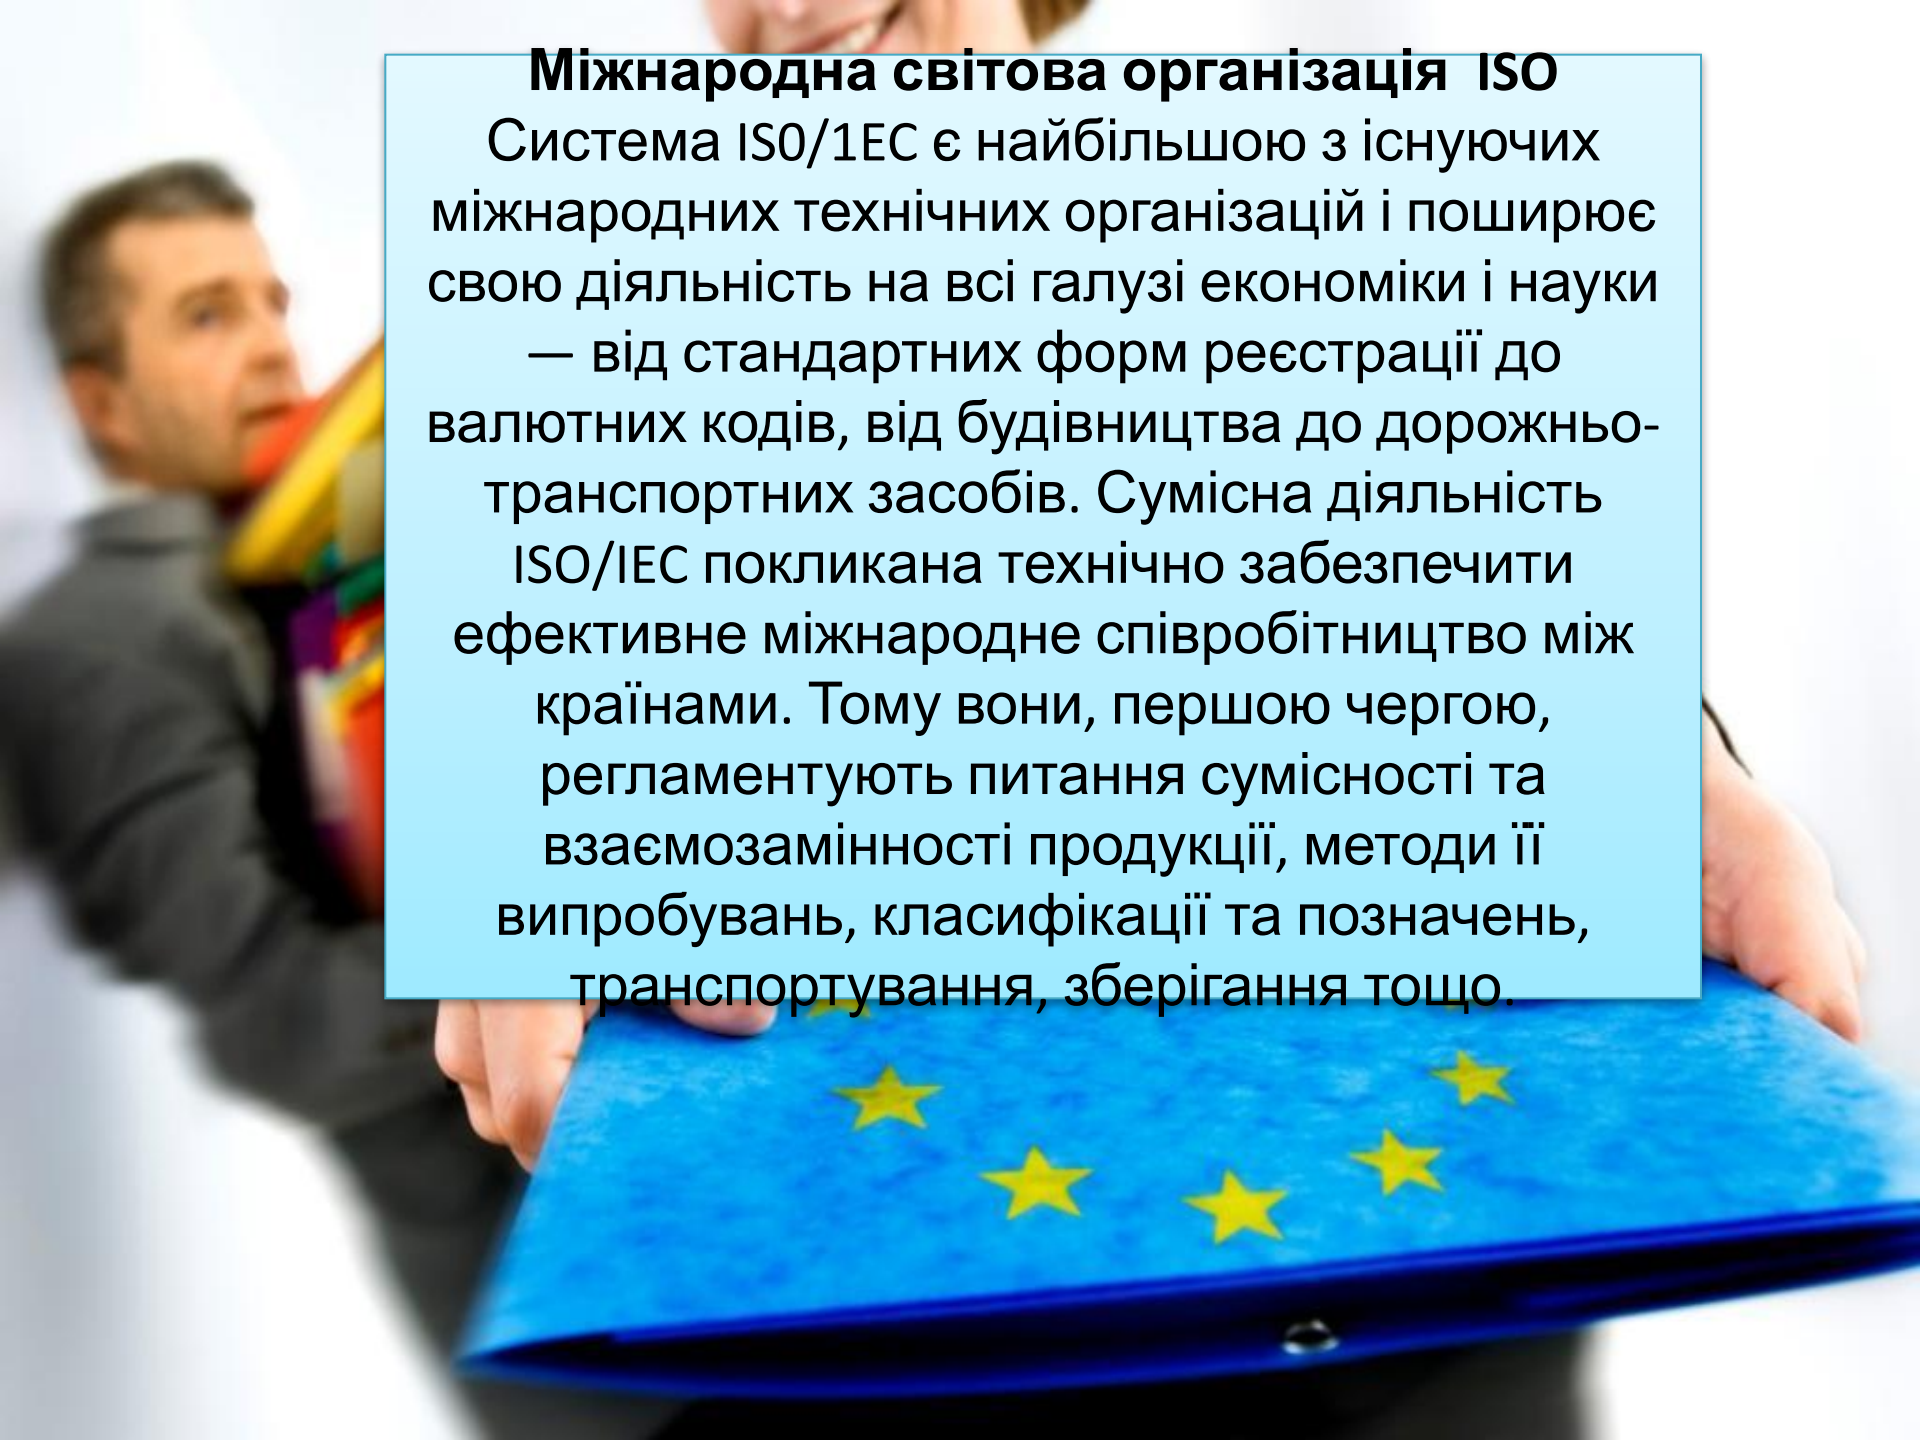 Міжнародна світова організація ISO
Система IS0/1EC є найбільшою з існуючих
міжнародних технічних організацій і поширює
свою діяльність на всі галузі економіки і науки
— від стандартних форм реєстрації до
валютних кодів, від будівництва до дорожньо-
транспортних засобів. Сумісна діяльність
ISO/IEC покликана технічно забезпечити
ефективне міжнародне співробітництво між
країнами. Тому вони, першою чергою,
регламентують питання сумісності та
взаємозамінності продукції, методи її
випробувань, класифікації та позначень,
транспортування, зберігання тощо.